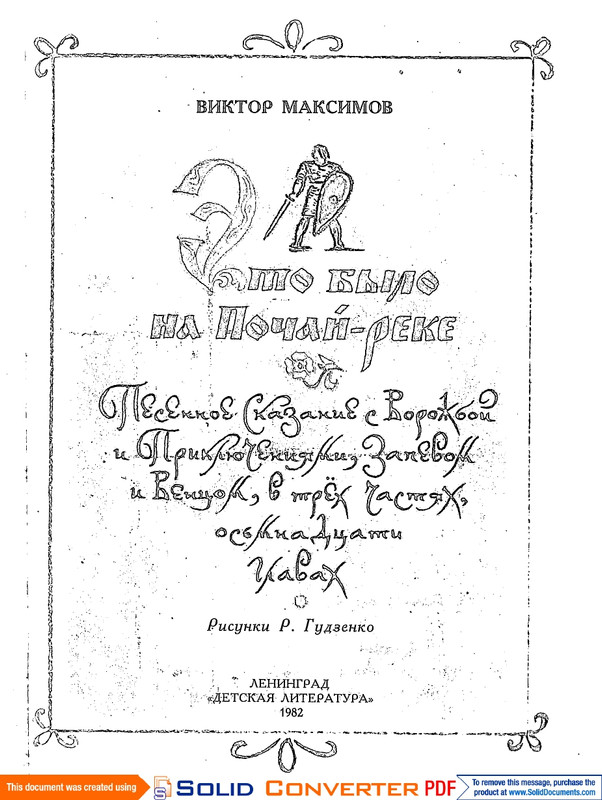 ВИКТОР МАКСИМОВ
Это было
на Почай-реке
Песенное Сказание с Ворожбой
и Приключениями, Запевом
и Венцом, в трёх частях,
осьмнадцати
главах
Рисунки Р. Гудзенко
ЛЕНИНГРАД
«ДЕТСКАЯ ЛИТЕРАТУРА»
1982
This document was created using
SOLID CONVERTER PDF
To remove this message, purchase the
product at www.SolidDocuments.com